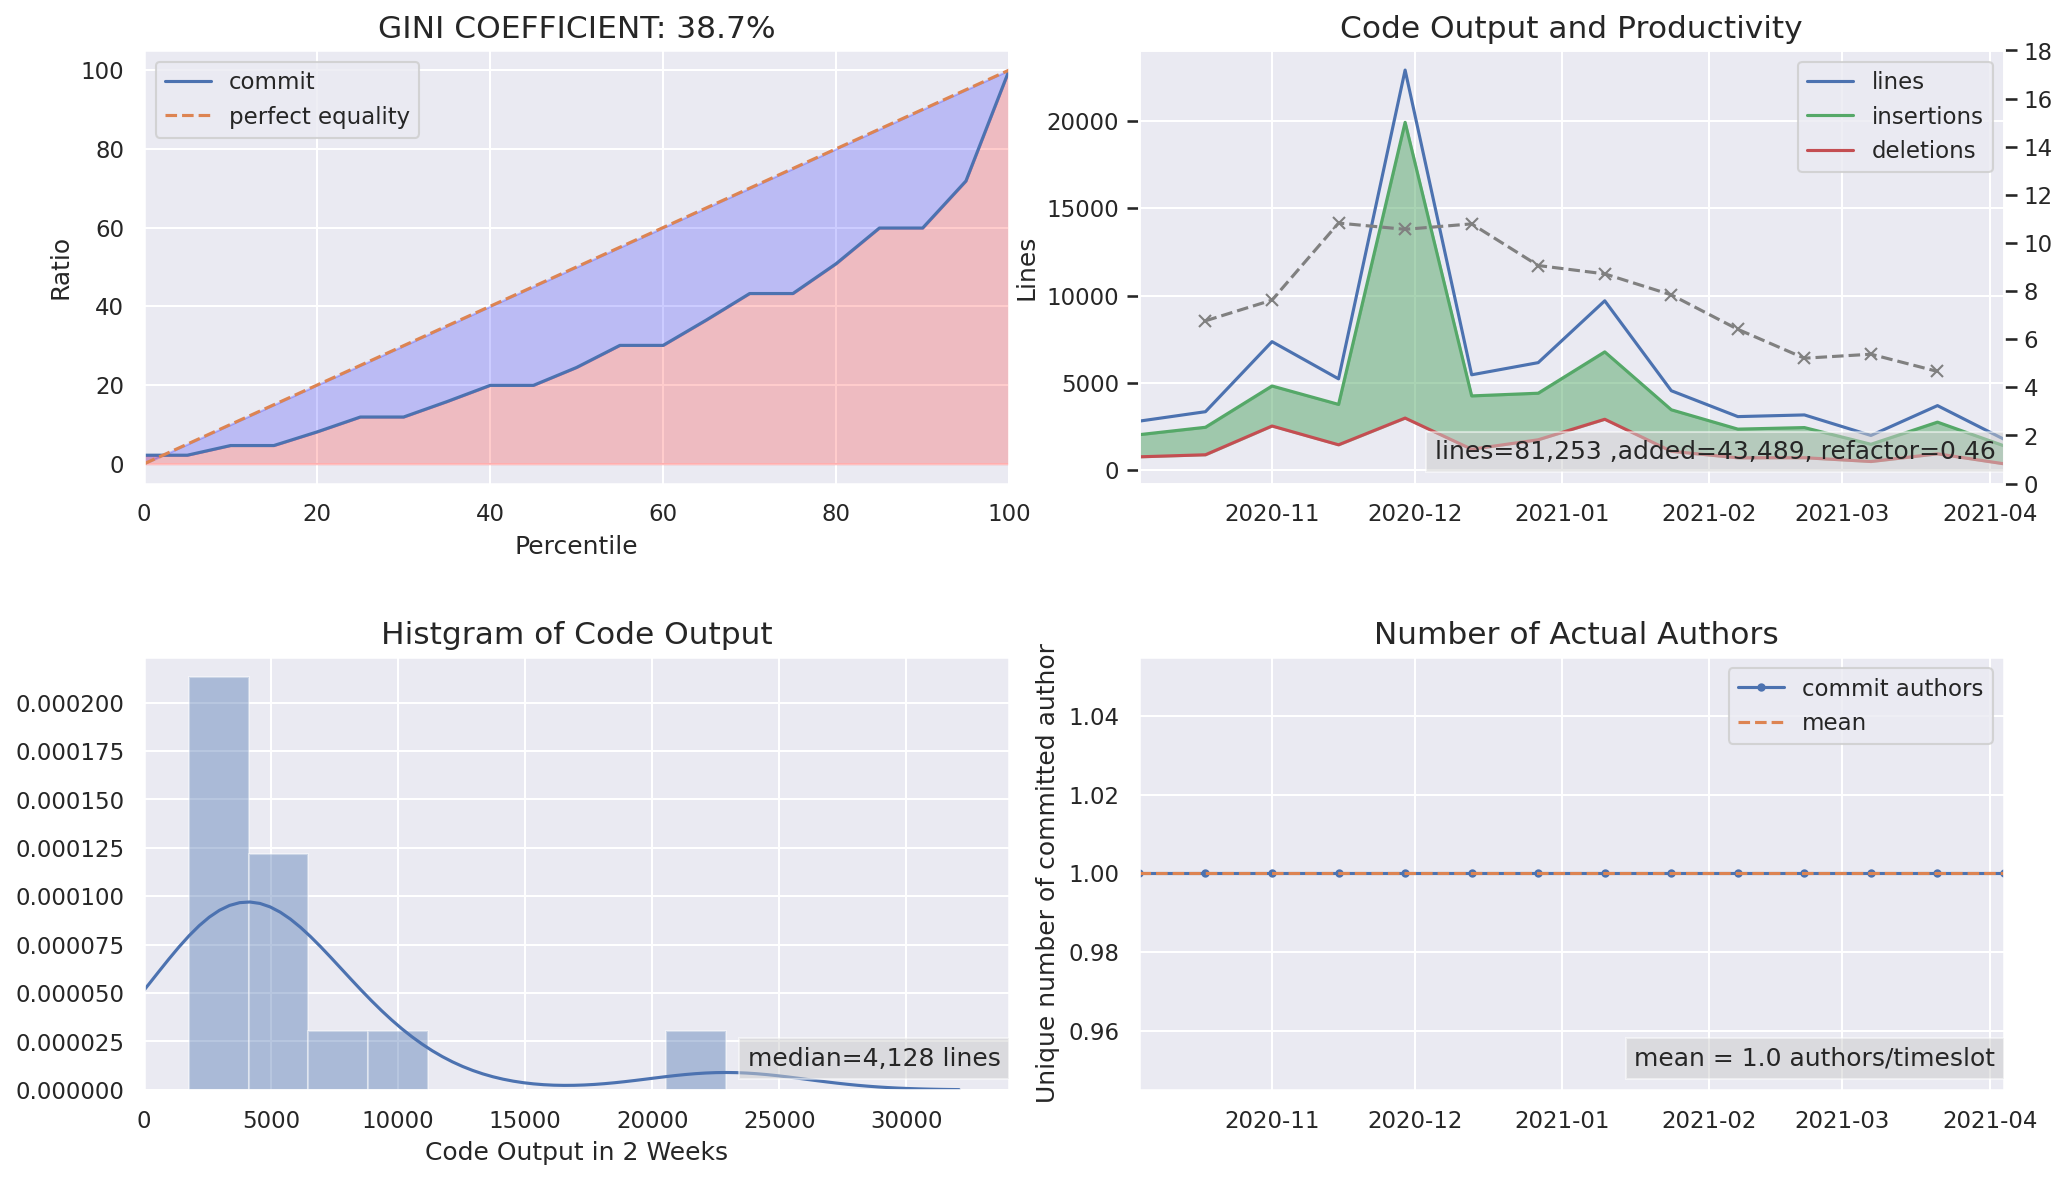 GINI COEFFICIENT: 38.7%
100
80
60
40
20
0
Ratio
commit
perfect equality
0 20 40 60 80 100
Percentile
Code Output and Productivity
20000
15000
10000
5000
0
Lines
lines
insertions
deletions
18
16
14
12
10
8
6
4
2
0
lines=81,253 ,added=43,489, refactor=0.46
2020-11 2020-12 2021-01 2021-02 2021-03 2021-04
Histgram of Code Output
0.000200
0.000175
0.000150
0.000125
0.000100
0.000075
0.000050
0.000025
0.000000
median=4,128 lines
0 5000 10000 15000 20000 25000 30000
Code Output in 2 Weeks
Number of Actual Authors
Unique number of committed author
1.04
1.02
1.00
0.98
0.96
commit authors
mean
mean = 1.0 authors/timeslot
2020-11 2020-12 2021-01 2021-02 2021-03 2021-04